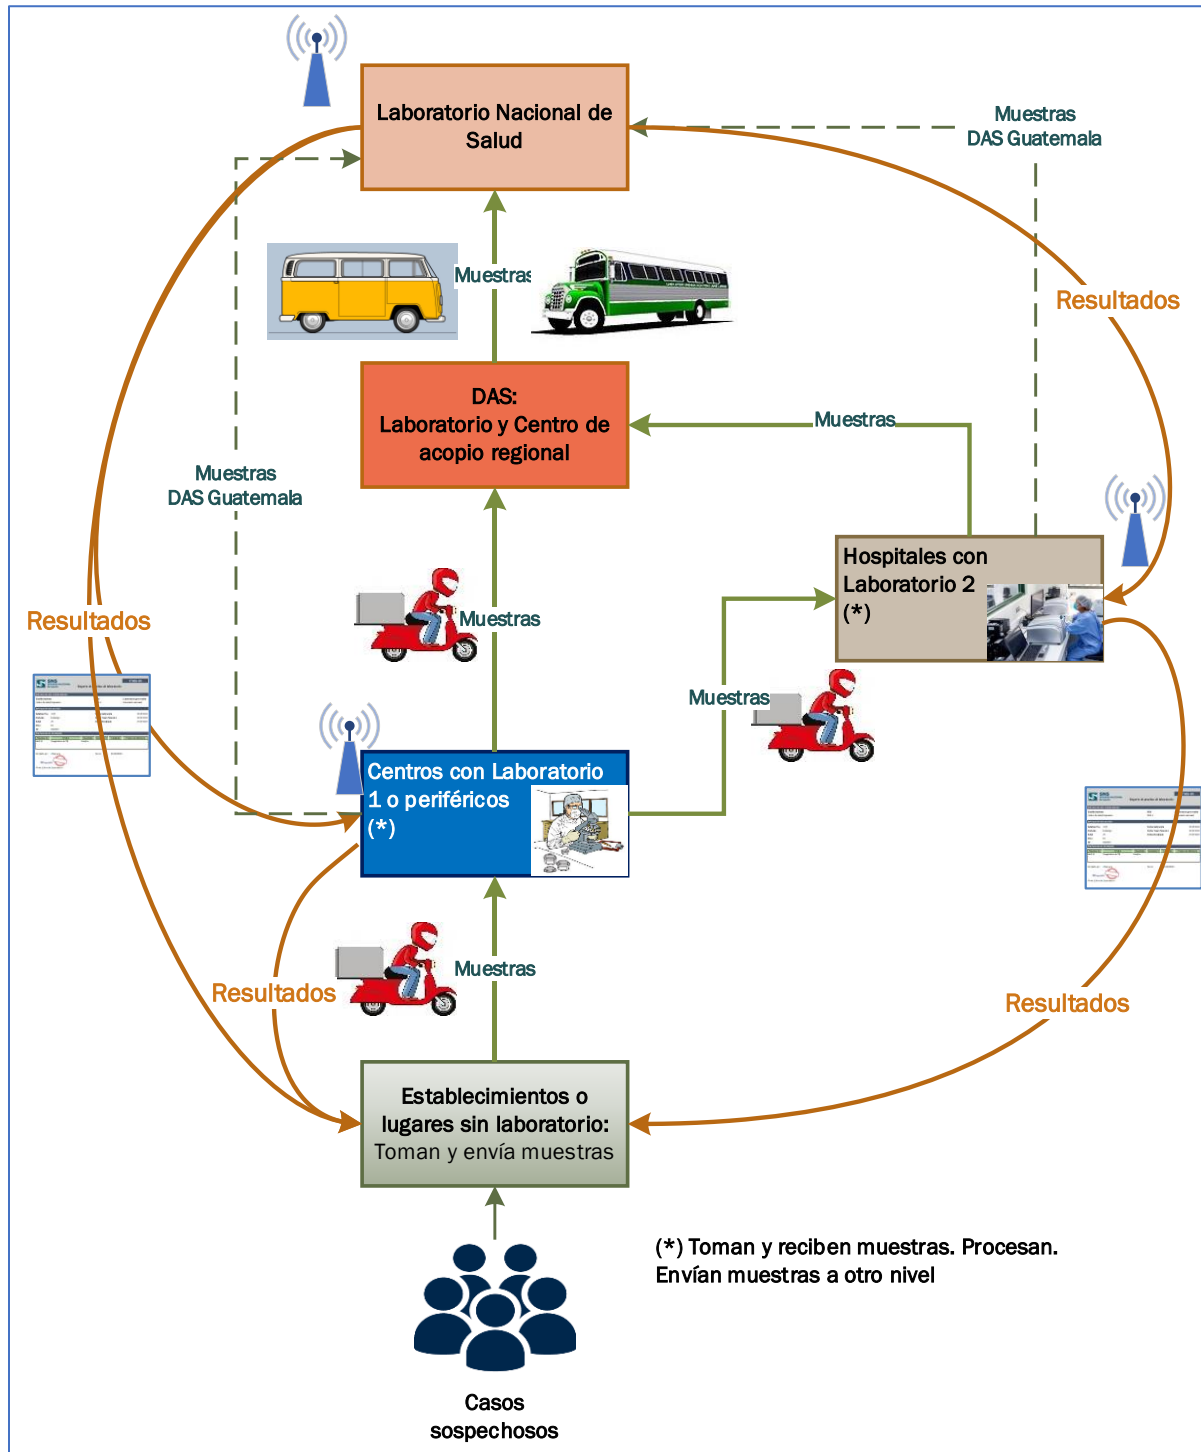 Laboratorio Nacional de
Salud
Muestras
DAS Guatemala
Muestras
Resultados
DAS:
Laboratorio y Centro de
acopio regional
Muestras
Muestras
DAS Guatemala
Hospitales con
Laboratorio 2
(*)
Resultados
Muestras
Muestras
Centros con Laboratorio
1 o periféricos
(*)
Resultados
Muestras
Resultados
Establecimientos o
lugares sin laboratorio:
Toman y envía muestras
(*) Toman y reciben muestras. Procesan.
Envían muestras a otro nivel
Casos
sospechosos